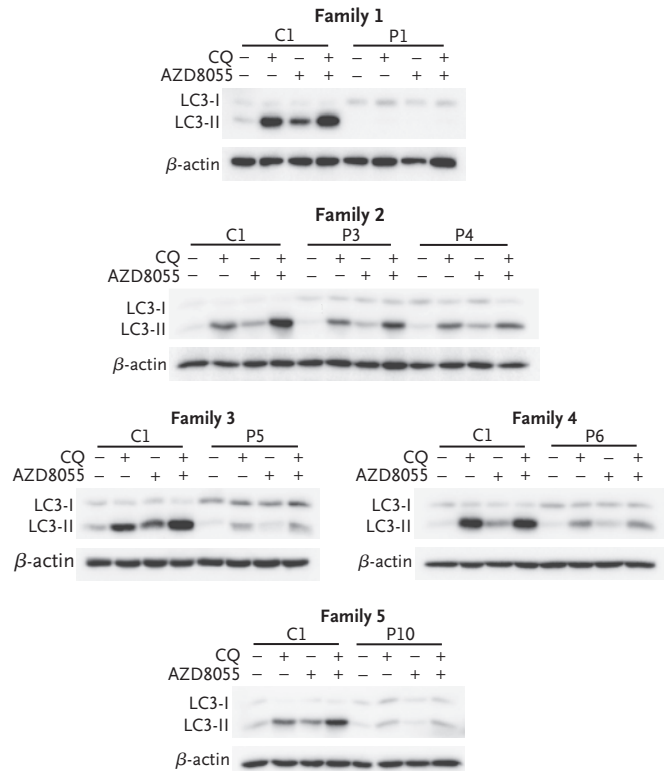 Family 1
C1 P1
CQ – + – + – + – +
AZD8055 – – + + – – + +
LC3-I
LC3-II
β-actin
Family 2
C1 P3 P4
CQ – + – + – + – + – + – +
AZD8055 – – + + – – + + – – + +
LC3-I
LC3-II
β-actin
Family 3
C1 P5
CQ – + – + – + – +
AZD8055 – – + + – – + +
LC3-I
LC3-II
β-actin
Family 4
C1 P6
CQ – + – + – + – +
AZD8055 – – + + – – + +
LC3-I
LC3-II
β-actin
Family 5
C1 P10
CQ – + – + – + – +
AZD8055 – – + + – – + +
LC3-I
LC3-II
β-actin